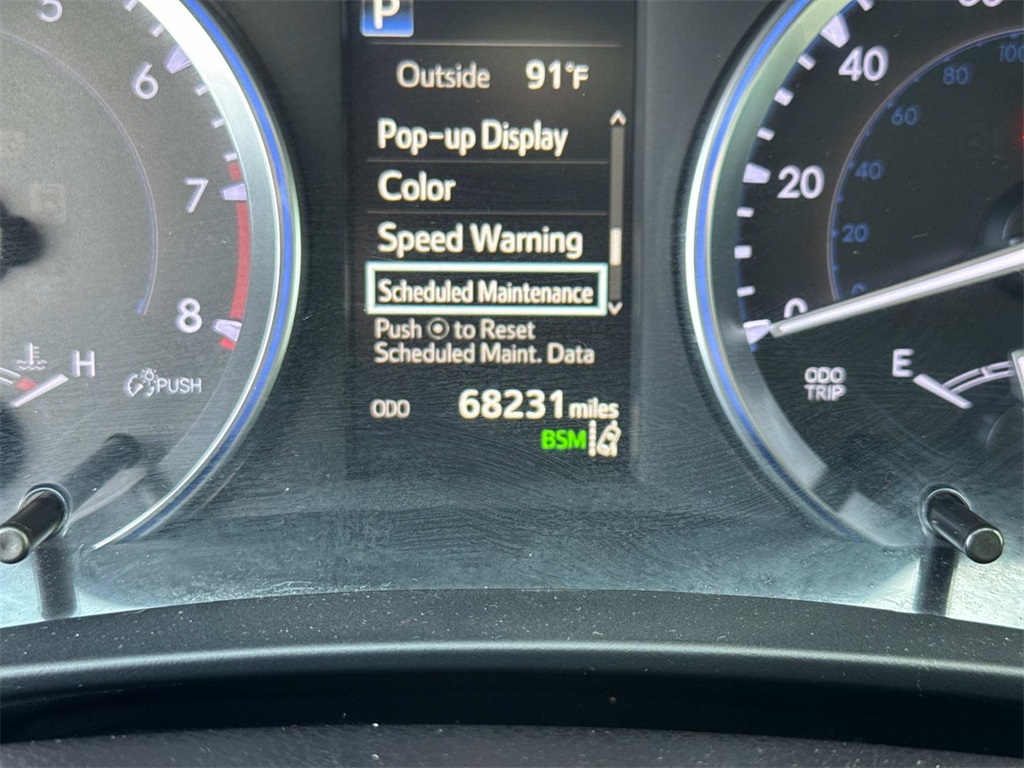 P
Outside 91°F
Pop-up Display
Color
Speed Warning
Scheduled Maintenance
Push to Reset
Scheduled Maint. Data
ODO 68231 miles
BSM
5
6
7
8
H
PUSH
40
20
0
100
80
60
40
20
0
ODO
TRIP
E